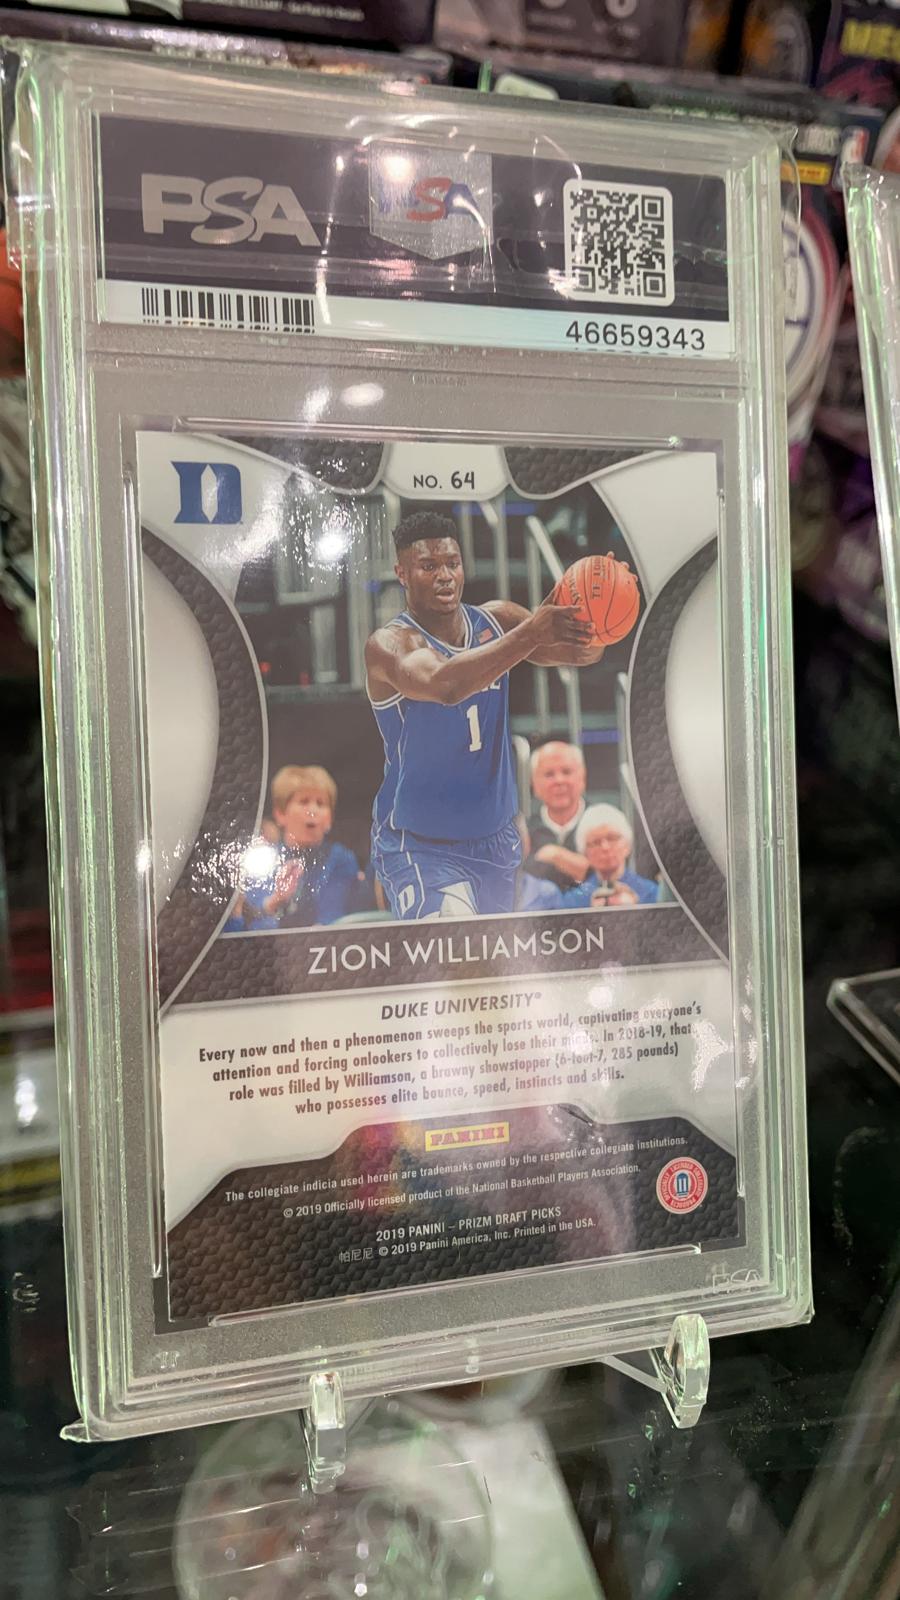 PSA
PSA
46659343
NO. 64
D
1
D
ZION WILLIAMSON
DUKE UNIVERSITY®
Every now and then a phenomenon sweeps the sports world, captivating everyone's
attention and forcing onlookers to collectively lose their In 2018-19, that
role was filled by Williamson, a brawny showstopper (6-foot-7, 285 pounds)
who possesses elite bounce, speed, instincts and skills.
PANINI
The collegiate indicia used herein are trademarks owned by the respective collegiate institutions.
© 2019 Officially licensed product of the National Basketball Players Association.
2019 PANINI – PRIZM DRAFT PICKS
帕尼尼 © 2019 Panini America, Inc. Printed in the USA.
PSA